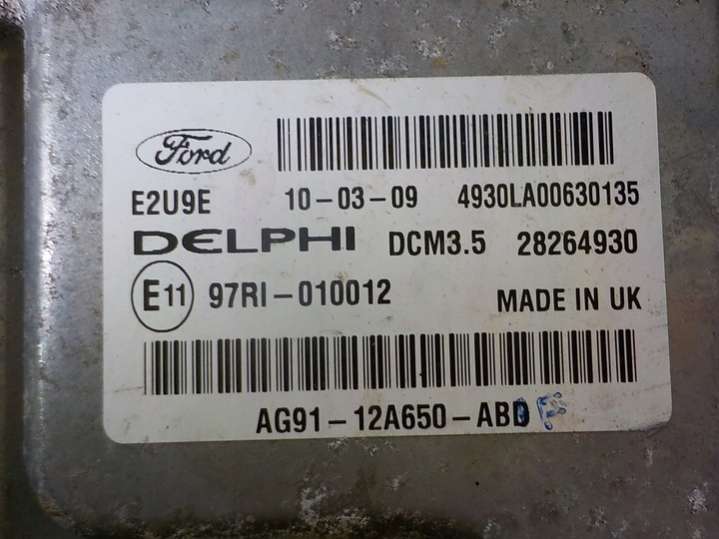 Ford
E2U9E 10-03-09 4930LA00630135
DELPHI DCM3.5 28264930
E11 97RI-010012 MADE IN UK
AG91-12A650-ABD E